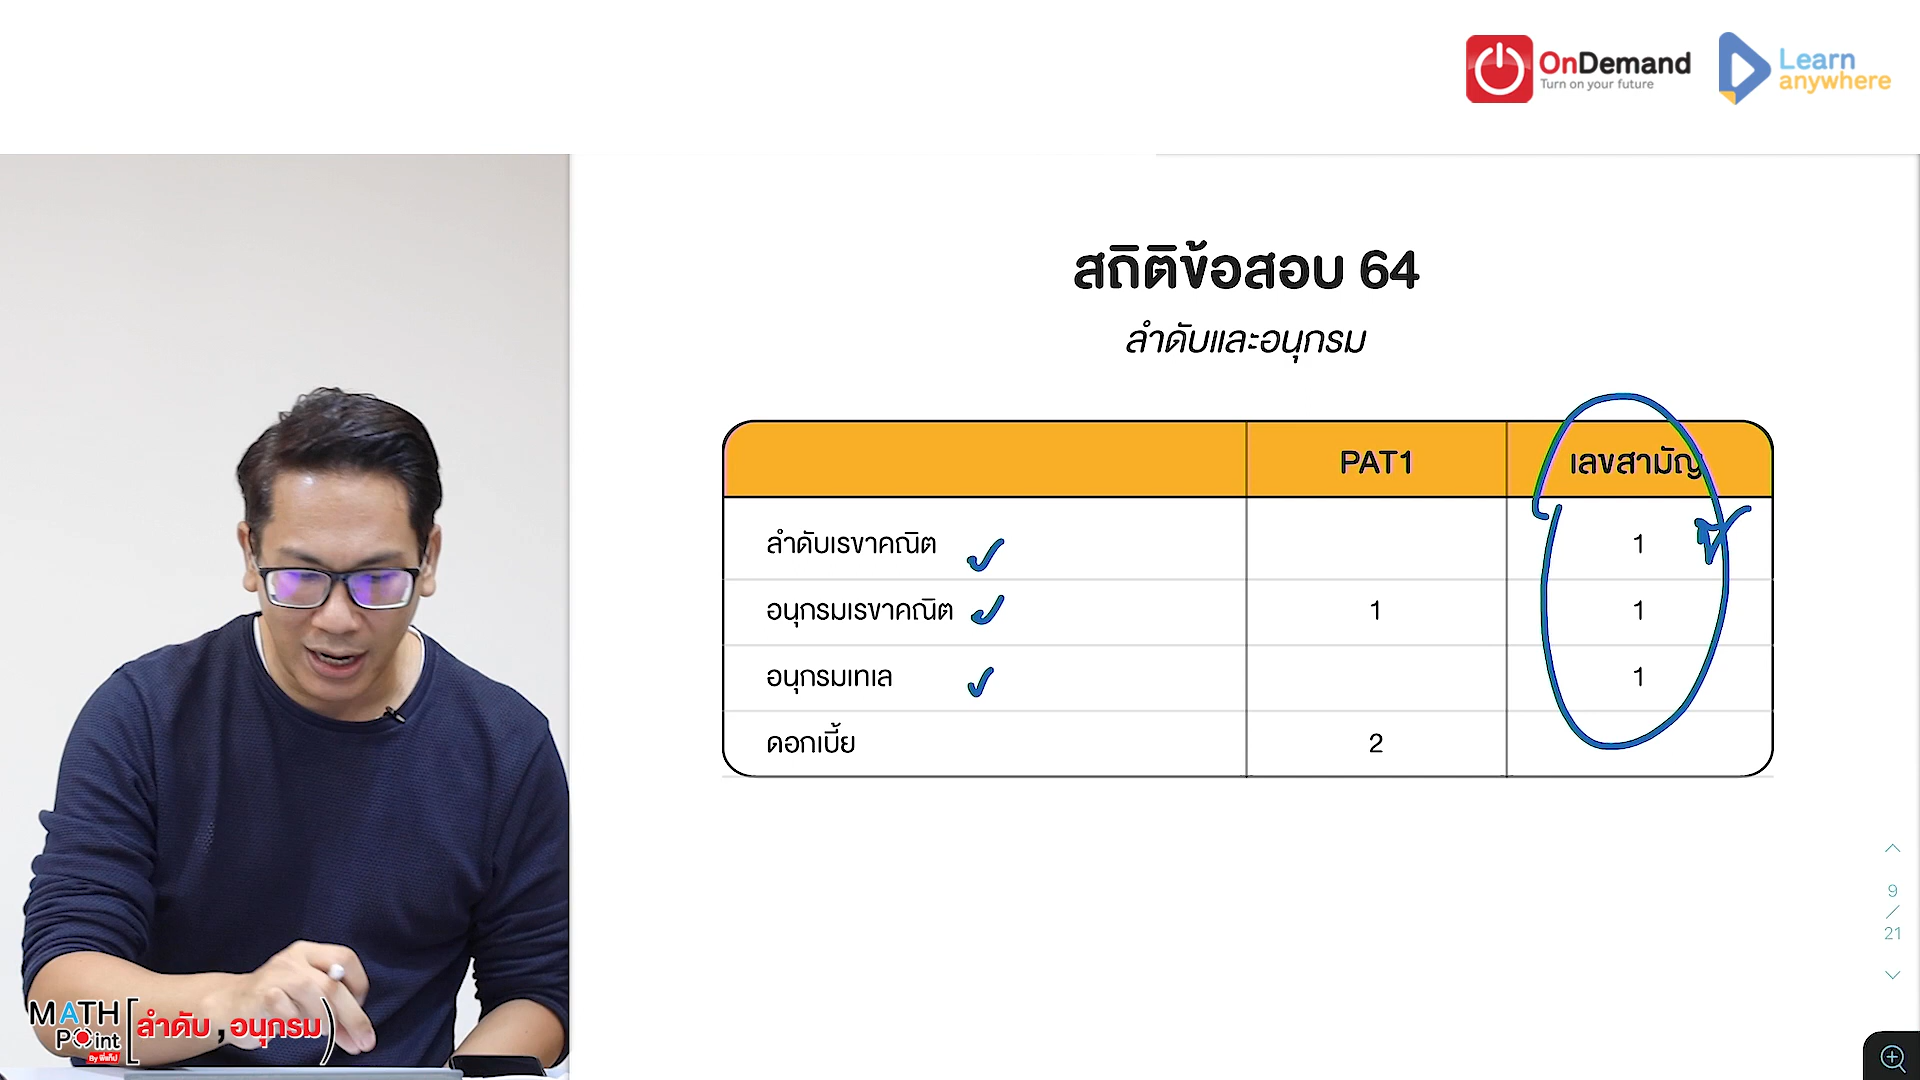 OnDemand
Turn on your future
Learn
anywhere
สถิติข้อสอบ 64
ลำดับและอนุกรม
PAT1 เลขสามัญ
ลำดับเรขาคณิต 1
อนุกรมเรขาคณิต 1 1
อนุกรมเทเล 1
ดอกเบี้ย 2
9
/
21
MATH
Point
By พี่แท๊ป
[ลำดับ , อนุกรม)